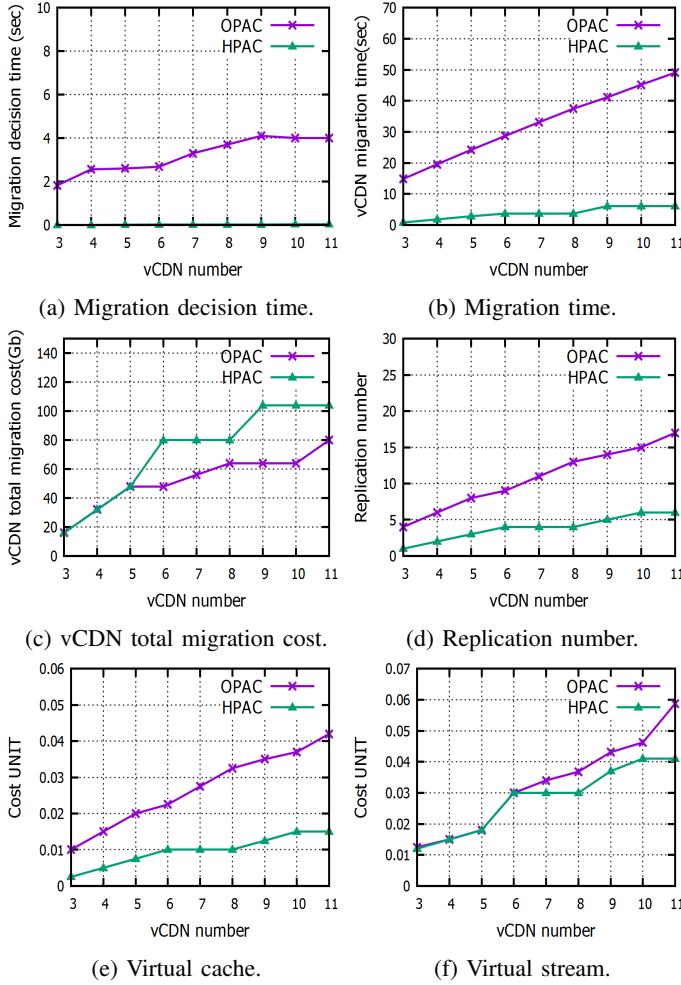 Migration decision time (sec)
10
8
6
4
2
0
OPAC
HPAC
3 4 5 6 7 8 9 10 11
vCDN number
(a) Migration decision time.
vCDN migartion time(sec)
70
60
50
40
30
20
10
0
OPAC
HPAC
3 4 5 6 7 8 9 10 11
vCDN number
(b) Migration time.
vCDN total migration cost(Gb)
140
120
100
80
60
40
20
0
OPAC
HPAC
3 4 5 6 7 8 9 10 11
vCDN number
(c) vCDN total migration cost.
Replication number
30
25
20
15
10
5
0
OPAC
HPAC
3 4 5 6 7 8 9 10 11
vCDN number
(d) Replication number.
Cost UNIT
0.06
0.05
0.04
0.03
0.02
0.01
0
OPAC
HPAC
3 4 5 6 7 8 9 10 11
vCDN number
(e) Virtual cache.
Cost UNIT
0.07
0.06
0.05
0.04
0.03
0.02
0.01
0
OPAC
HPAC
3 4 5 6 7 8 9 10 11
vCDN number
(f) Virtual stream.